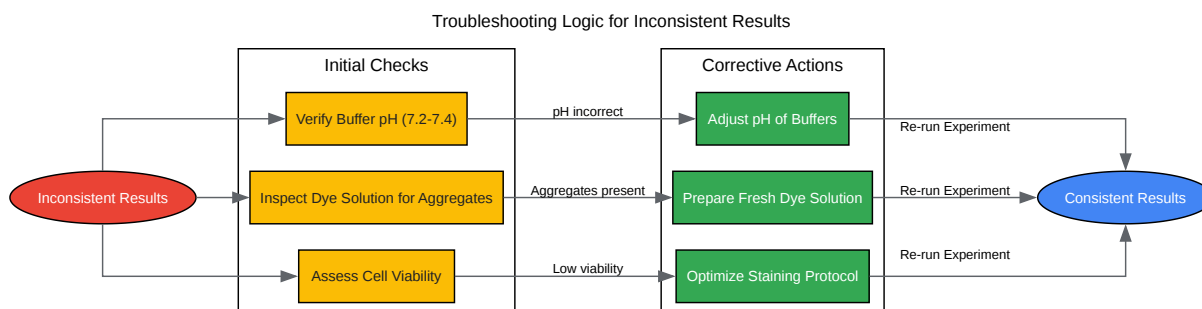 Troubleshooting Logic for Inconsistent Results
Initial Checks
Corrective Actions
Verify Buffer pH (7.2-7.4)
pH incorrect
Adjust pH of Buffers
Re-run Experiment
Inconsistent Results
Inspect Dye Solution for Aggregates
Aggregates present
Prepare Fresh Dye Solution
Re-run Experiment
Consistent Results
Assess Cell Viability
Low viability
Optimize Staining Protocol
Re-run Experiment